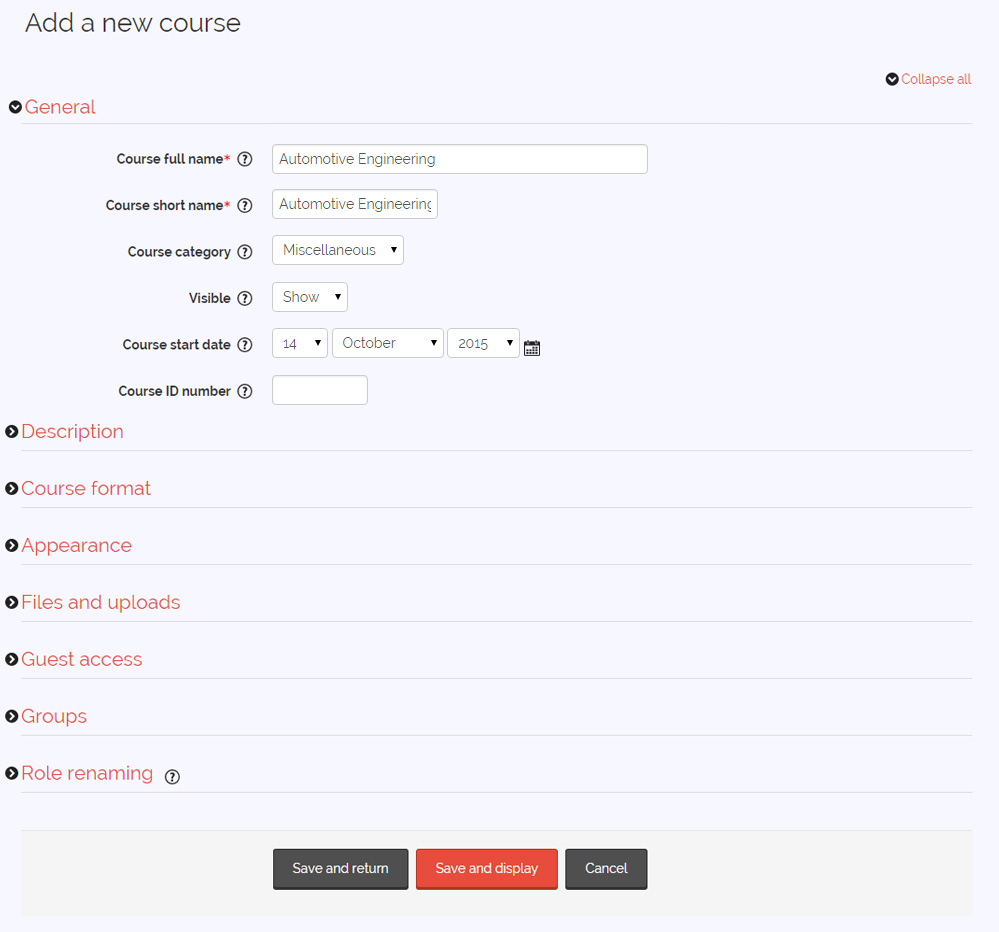 Add a new course
Collapse all
General
Course full name* ? Automotive Engineering
Course short name* ? Automotive Engineering
Course category ? Miscellaneous
Visible ? Show
Course start date ? 14 October 2015
Course ID number ?
Description
Course format
Appearance
Files and uploads
Guest access
Groups
Role renaming ?
Save and return Save and display Cancel